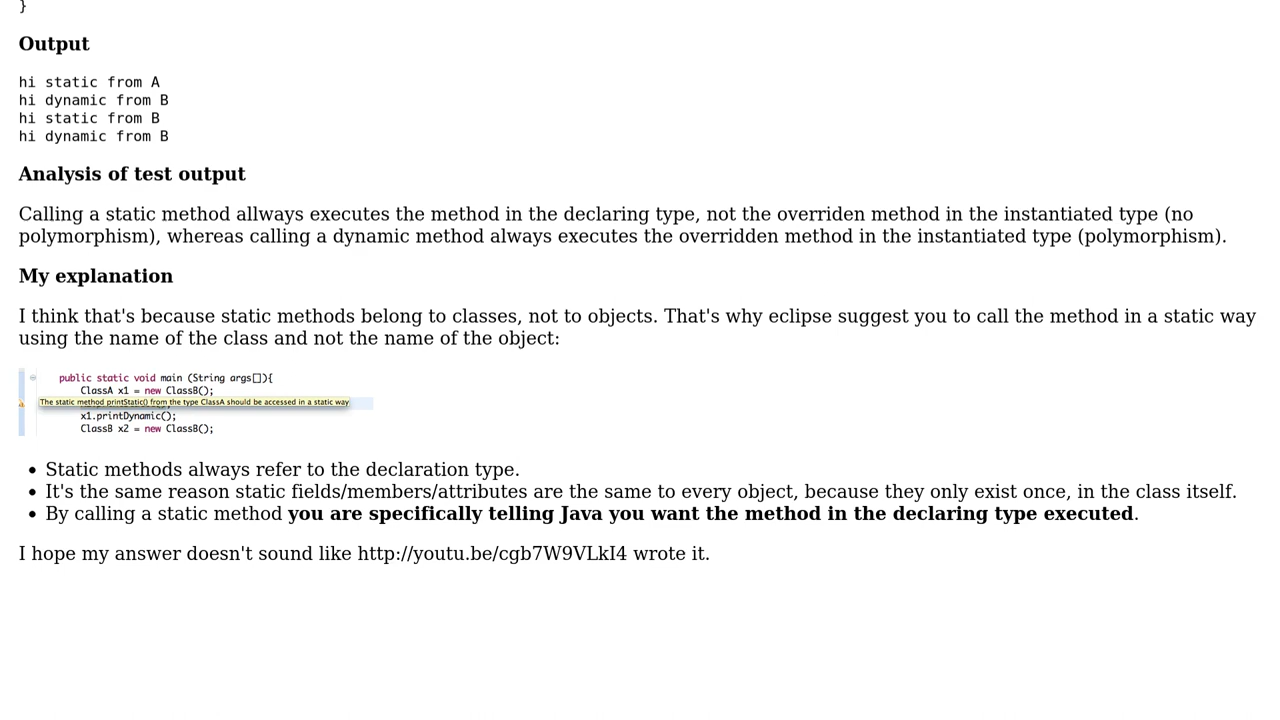 }
Output
hi static from A
hi dynamic from B
hi static from B
hi dynamic from B
Analysis of test output
Calling a static method allways executes the method in the declaring type, not the overriden method in the instantiated type (no
polymorphism), whereas calling a dynamic method always executes the overridden method in the instantiated type (polymorphism).
My explanation
I think that's because static methods belong to classes, not to objects. That's why eclipse suggest you to call the method in a static way
using the name of the class and not the name of the object:
public static void main (String args[]){
ClassA x1 = new ClassB();
The static method printStatic() from the type ClassA should be accessed in a static way
x1.printDynamic();
ClassB x2 = new ClassB();
• Static methods always refer to the declaration type.
• It's the same reason static fields/members/attributes are the same to every object, because they only exist once, in the class itself.
• By calling a static method you are specifically telling Java you want the method in the declaring type executed.
I hope my answer doesn't sound like http://youtu.be/cgb7W9VLkI4 wrote it.